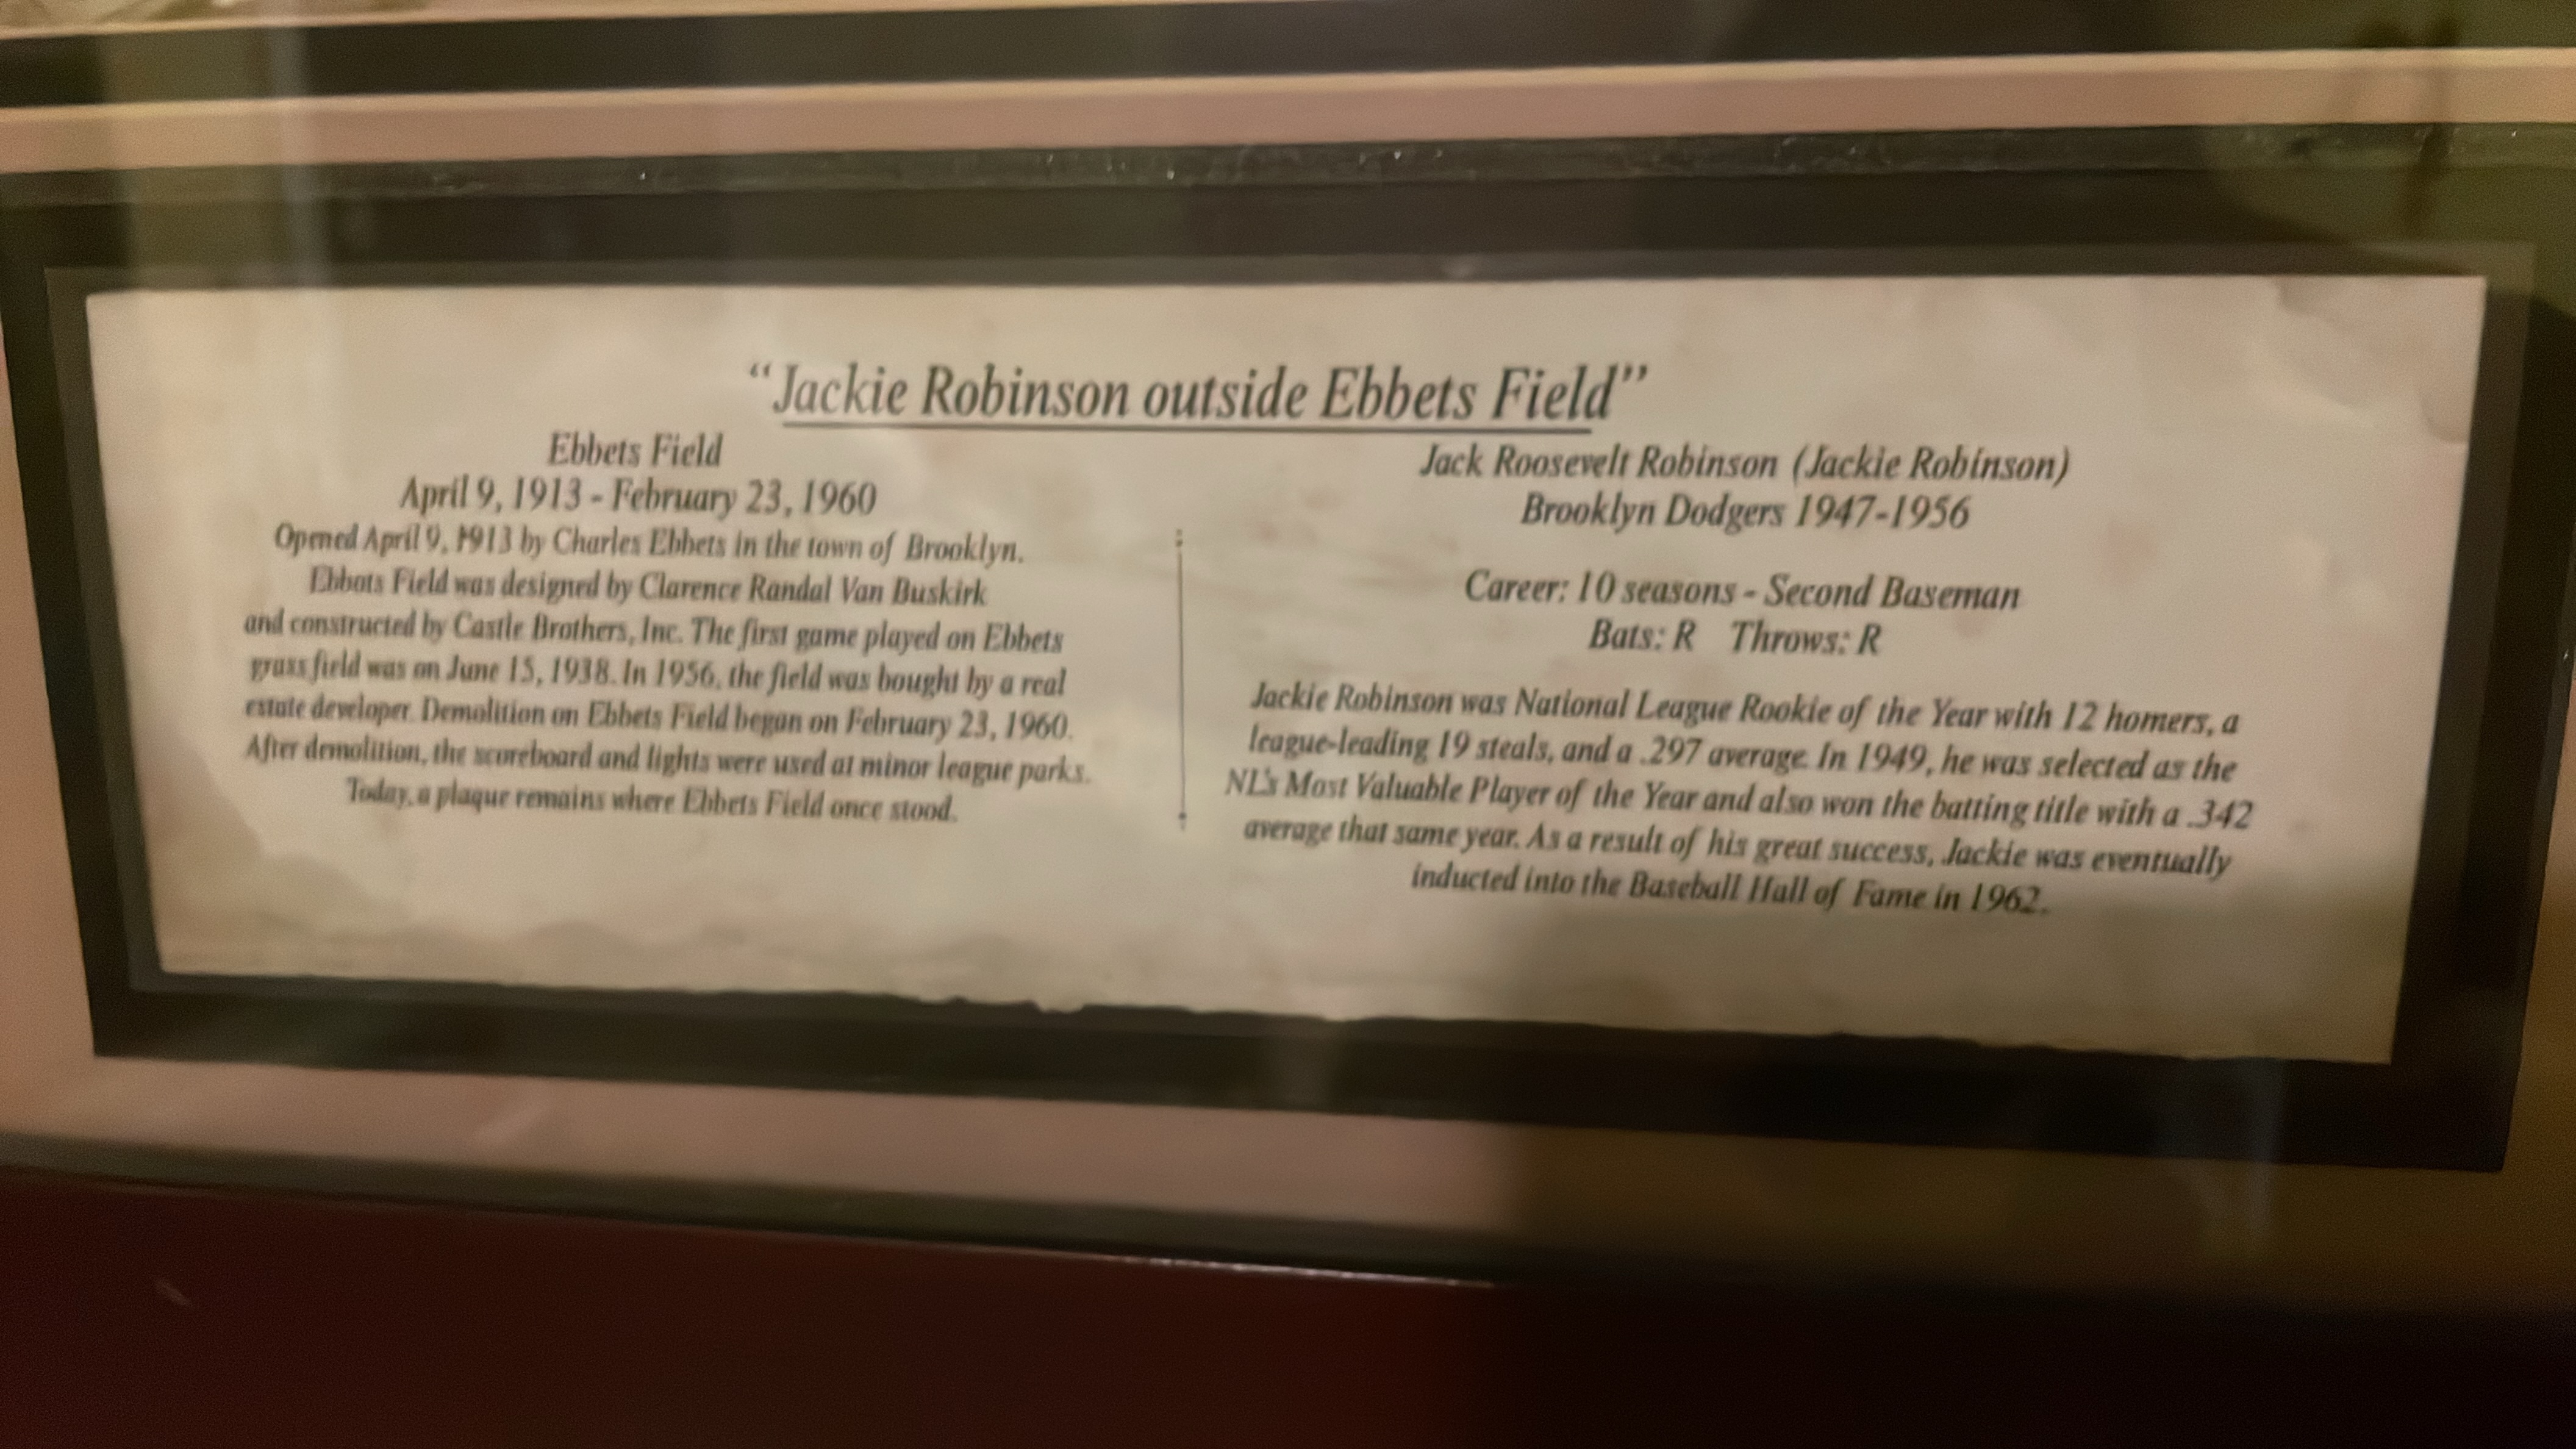 “Jackie Robinson outside Ebbets Field”
Ebbets Field
April 9, 1913 - February 23, 1960
Opened April 9, 1913 by Charles Ebbets in the town of Brooklyn.
Ebbots Field was designed by Clarence Randal Van Buskirk
and constructed by Castle Brothers, Inc. The first game played on Ebbets
grass field was on June 15, 1938. In 1956, the field was bought by a real
estate developer. Demolition on Ebbets Field began on February 23, 1960.
After demolition, the scoreboard and lights were used at minor league parks.
Today, a plaque remains where Ebbets Field once stood.
Jack Roosevelt Robinson (Jackie Robinson)
Brooklyn Dodgers 1947-1956
Career: 10 seasons - Second Baseman
Bats: R Throws: R
Jackie Robinson was National League Rookie of the Year with 12 homers, a
league-leading 19 steals, and a .297 average. In 1949, he was selected as the
NL's Most Valuable Player of the Year and also won the batting title with a .342
average that same year. As a result of his great success, Jackie was eventually
inducted into the Baseball Hall of Fame in 1962.